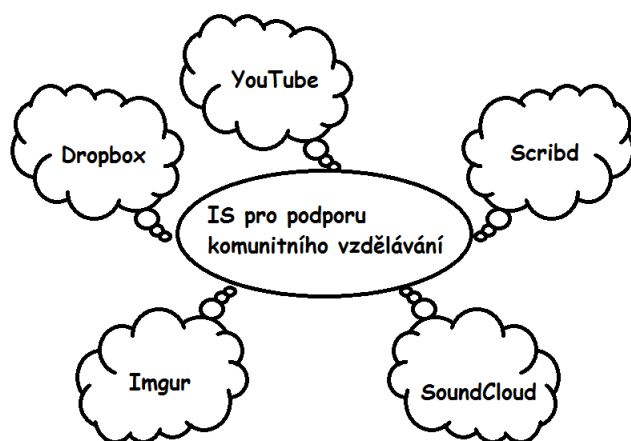 YouTube
Dropbox
Scribd
IS pro podporu
komunitního vzdělávání
Imgur
SoundCloud